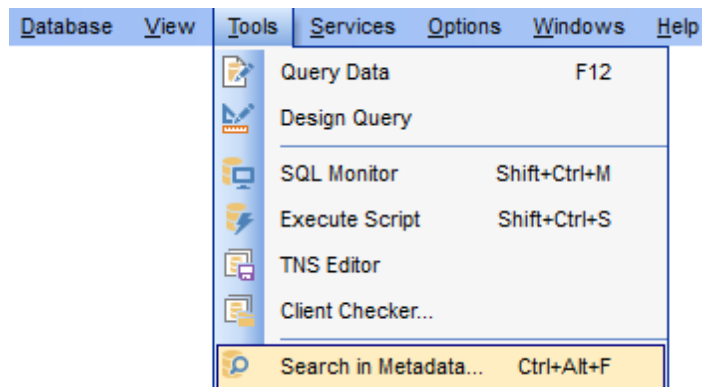 Database View Tools Services Options Windows Help
Query Data F12
Design Query
SQL Monitor Shift+Ctrl+M
Execute Script Shift+Ctrl+S
TNS Editor
Client Checker...
Search in Metadata... Ctrl+Alt+F